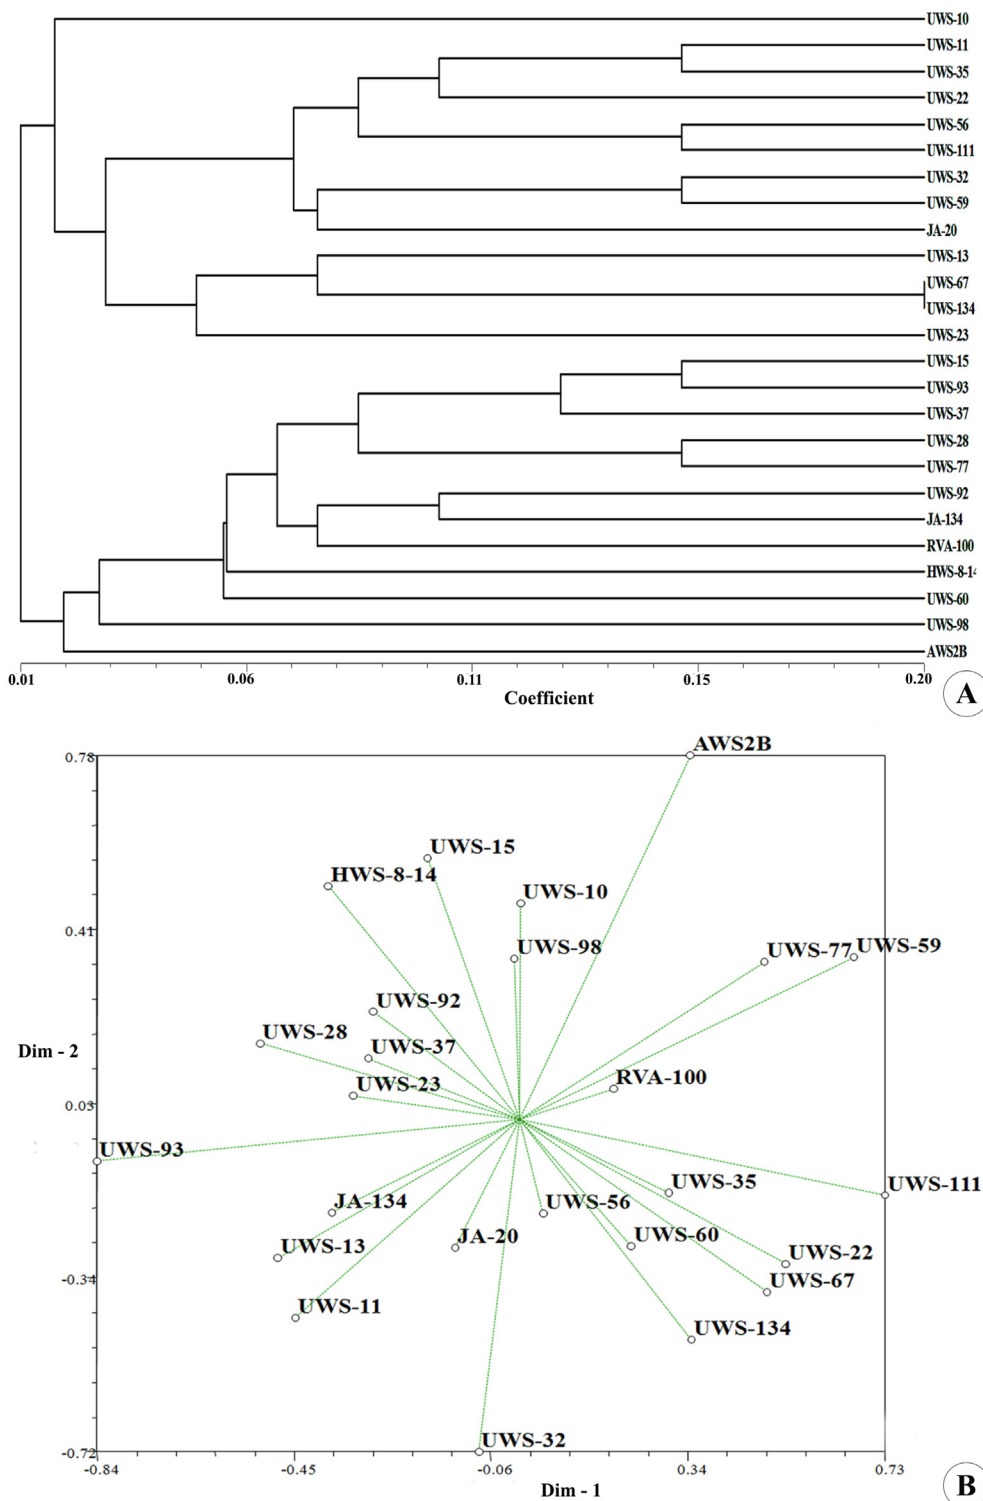 UWS-10
UWS-11
UWS-35
UWS-22
UWS-56
UWS-111
UWS-32
UWS-59
JA-20
UWS-13
UWS-67
UWS-134
UWS-23
UWS-15
UWS-93
UWS-37
UWS-28
UWS-77
UWS-92
JA-134
RVA-100
HWS-8-14
UWS-60
UWS-98
AWS2B
0.01 0.06 0.11 0.15 0.20
Coefficient
A
AWS2B
0.78
UWS-15
HWS-8-14
UWS-10
0.41
UWS-98
UWS-77
UWS-59
UWS-92
UWS-28
UWS-37
Dim - 2
UWS-23
RVA-100
0.03
UWS-93
UWS-35
UWS-111
JA-134
UWS-56
JA-20
UWS-60
UWS-13
UWS-22
-0.34
UWS-67
UWS-11
UWS-134
UWS-32
-0.72
-0.84 -0.45 -0.06 0.34 0.73
Dim - 1
B